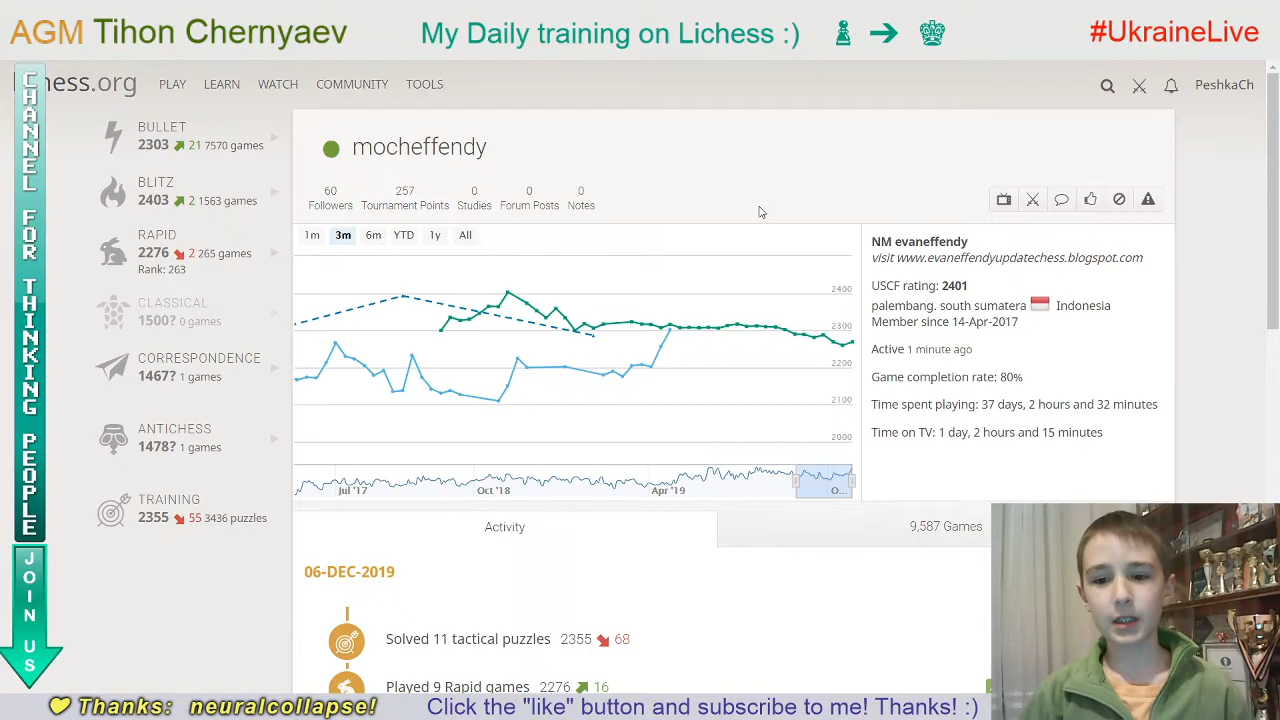 AGM Tihon Chernyaev
My Daily training on Lichess :)
#UkraineLive
CHANNEL FOR THINKING PEOPLE
JOIN US
hess.org
PLAY LEARN WATCH COMMUNITY TOOLS
PeshkaCh
BULLET
2303 21 7570 games
BLITZ
2403 2 1563 games
RAPID
2276 2 265 games
Rank: 263
CLASSICAL
1500? 0 games
CORRESPONDENCE
1467? 1 games
ANTICHESS
1478? 1 games
TRAINING
2355 55 3436 puzzles
mocheffendy
60 257 0 0 0
Followers Tournament Points Studies Forum Posts Notes
1m 3m 6m YTD 1y All
2400
2300
2200
2100
2000
Jul '17 Oct '18 Apr '19 O...
NM evaneffendy
visit www.evaneffendyupdatechess.blogspot.com
USCF rating: 2401
palembang. south sumatera Indonesia
Member since 14-Apr-2017
Active 1 minute ago
Game completion rate: 80%
Time spent playing: 37 days, 2 hours and 32 minutes
Time on TV: 1 day, 2 hours and 15 minutes
Activity
9,587 Games
06-DEC-2019
Solved 11 tactical puzzles 2355 68
Played 9 Rapid games 2276 16
Thanks: neuralcollapse!
Click the "like" button and subscribe to me! Thanks! :)